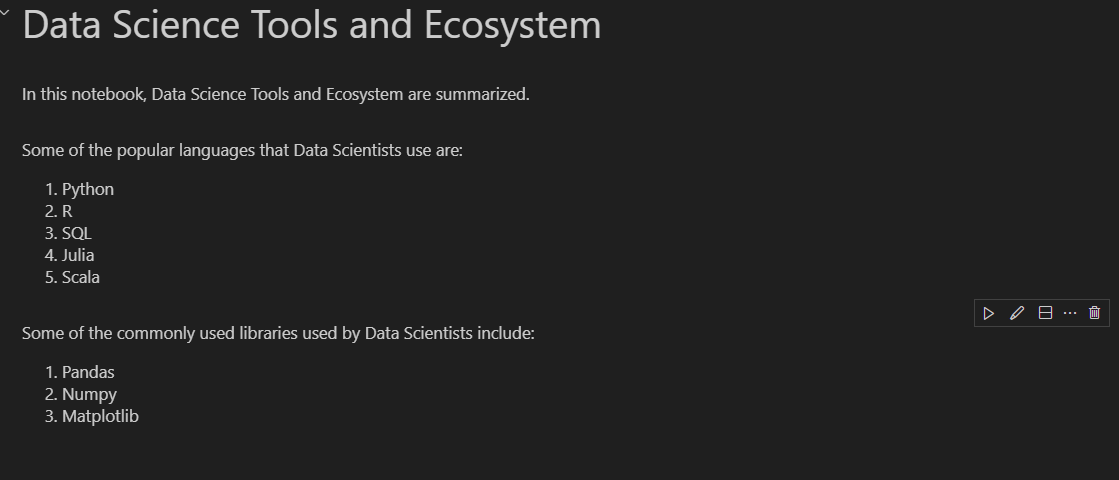 Data Science Tools and Ecosystem
In this notebook, Data Science Tools and Ecosystem are summarized.
Some of the popular languages that Data Scientists use are:
1. Python
2. R
3. SQL
4. Julia
5. Scala
Some of the commonly used libraries used by Data Scientists include:
1. Pandas
2. Numpy
3. Matplotlib